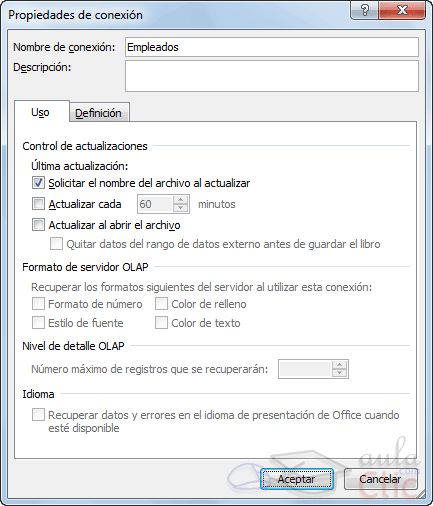 Propiedades de conexión
Nombre de conexión: Empleados
Descripción:
Uso Definición
Control de actualizaciones
Última actualización:
Solicitar el nombre del archivo al actualizar
Actualizar cada 60 minutos
Actualizar al abrir el archivo
Quitar datos del rango de datos externo antes de guardar el libro
Formato de servidor OLAP
Recuperar los formatos siguientes del servidor al utilizar esta conexión:
Formato de número Color de relleno
Estilo de fuente Color de texto
Nivel de detalle OLAP
Número máximo de registros que se recuperarán:
Idioma
Recuperar datos y errores en el idioma de presentación de Office cuando
esté disponible
aula
.com
Clic
Aceptar Cancelar